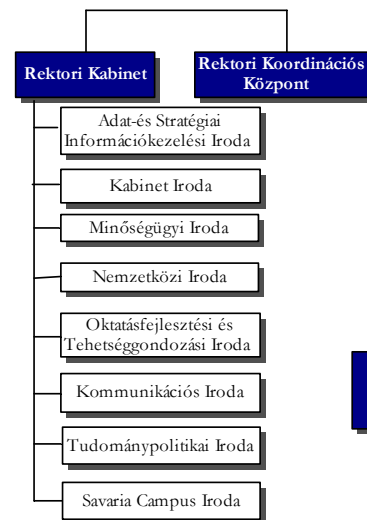 Rektori Kabinet
Rektori Koordinációs
Központ
Adat-és Stratégiai
Információkezelési Iroda
Kabinet Iroda
Minőségügyi Iroda
Nemzetközi Iroda
Oktatásfejlesztési és
Tehetséggondozási Iroda
Kommunikációs Iroda
Tudománypolitikai Iroda
Savaria Campus Iroda